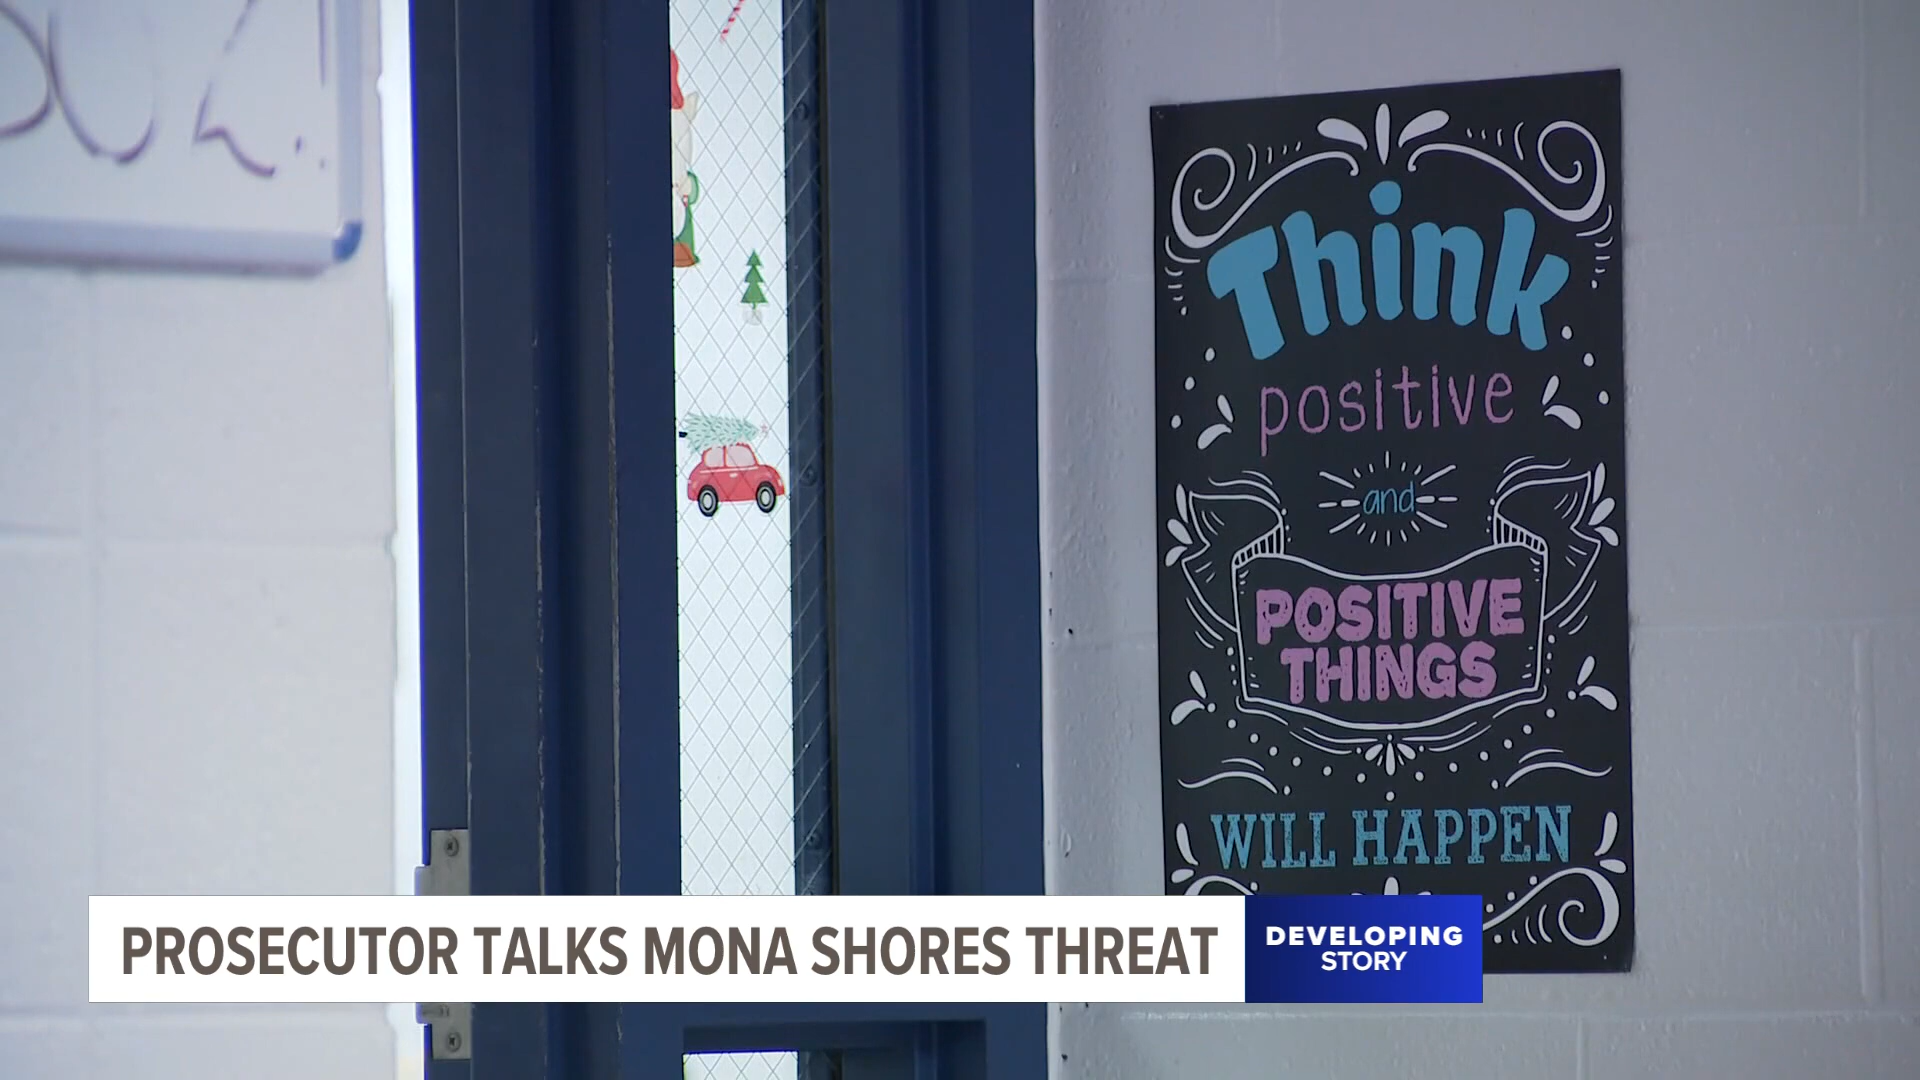 Think
positive
and
POSITIVE
THINGS
WILL HAPPEN
PROSECUTOR TALKS MONA SHORES THREAT
DEVELOPING
STORY